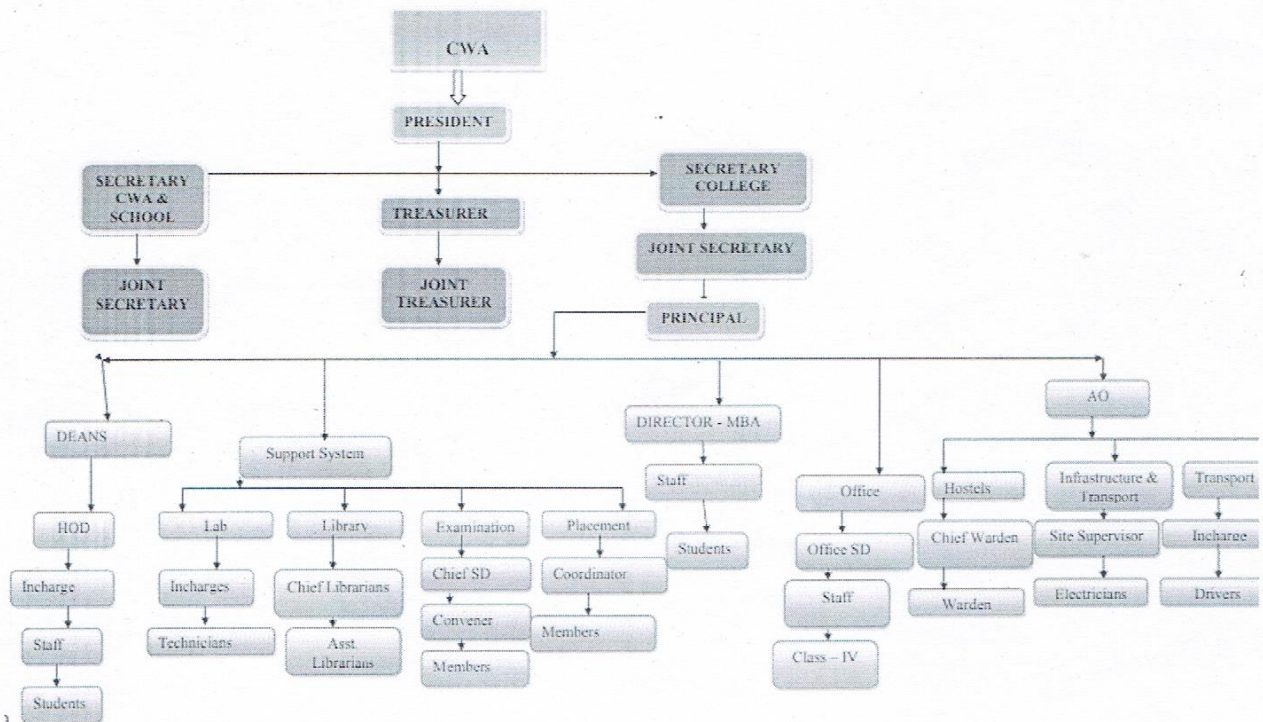 CWA
PRESIDENT
SECRETARY
CWA &
SCHOOL
TREASURER
SECRETARY
COLLEGE
JOINT SECRETARY
JOINT
SECRETARY
JOINT
TREASURER
PRINCIPAL
DEANS
Support System
DIRECTOR - MBA
Office
AO
HOD
Incharge
Staff
Students
Lab
Incharges
Technicians
Library
Chief Librarians
Asst.
Librarians
Examination
Chief SD
Convener
Members
Placement
Coordinator
Members
Staff
Students
Office SD
Staff
Class – IV
Hostels
Chief Warden
Warden
Infrastructure &
Transport
Site Supervisor
Electricians
Transport
Incharge
Drivers